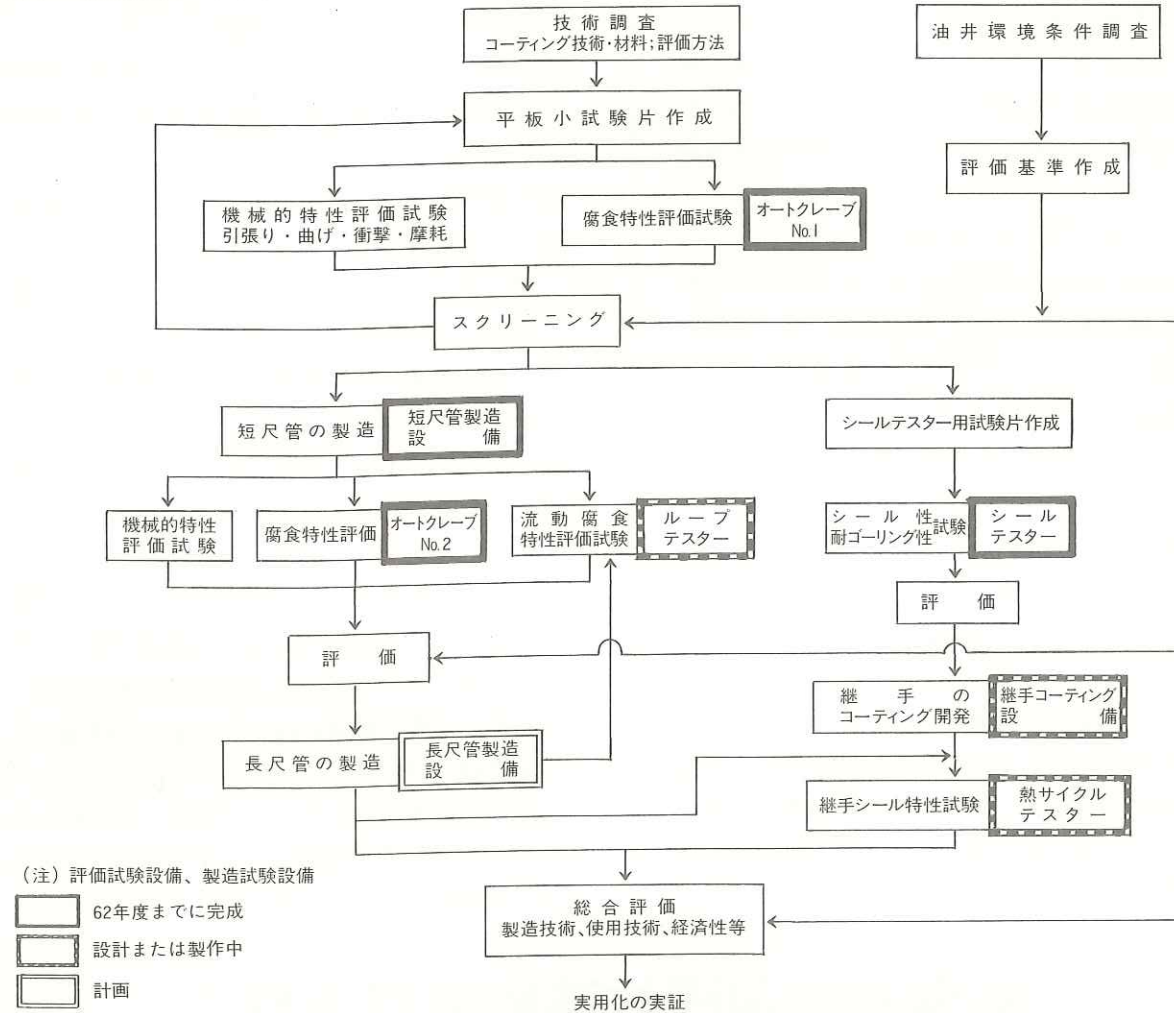 技術調査
コーティング技術・材料;評価方法
油井環境条件調査
平板小試験片作成
評価基準作成
機械的特性評価試験
引張り・曲げ・衝撃・摩耗
腐食特性評価試験
オートクレーブ
No.1
スクリーニング
短尺管の製造
短尺管製造
設備
シールテスター用試験片作成
機械的特性
評価試験
腐食特性評価
オートクレーブ
No.2
流動腐食
特性評価試験
ループ
テスター
シール性
耐ゴーリング性
試験
シール
テスター
評価
評価
継手の
コーティング開発
継手コーティング
設備
長尺管の製造
長尺管製造
設備
継手シール特性試験
熱サイクル
テスター
(注)評価試験設備、製造試験設備
62年度までに完成
設計または製作中
計画
総合評価
製造技術、使用技術、経済性等
実用化の実証